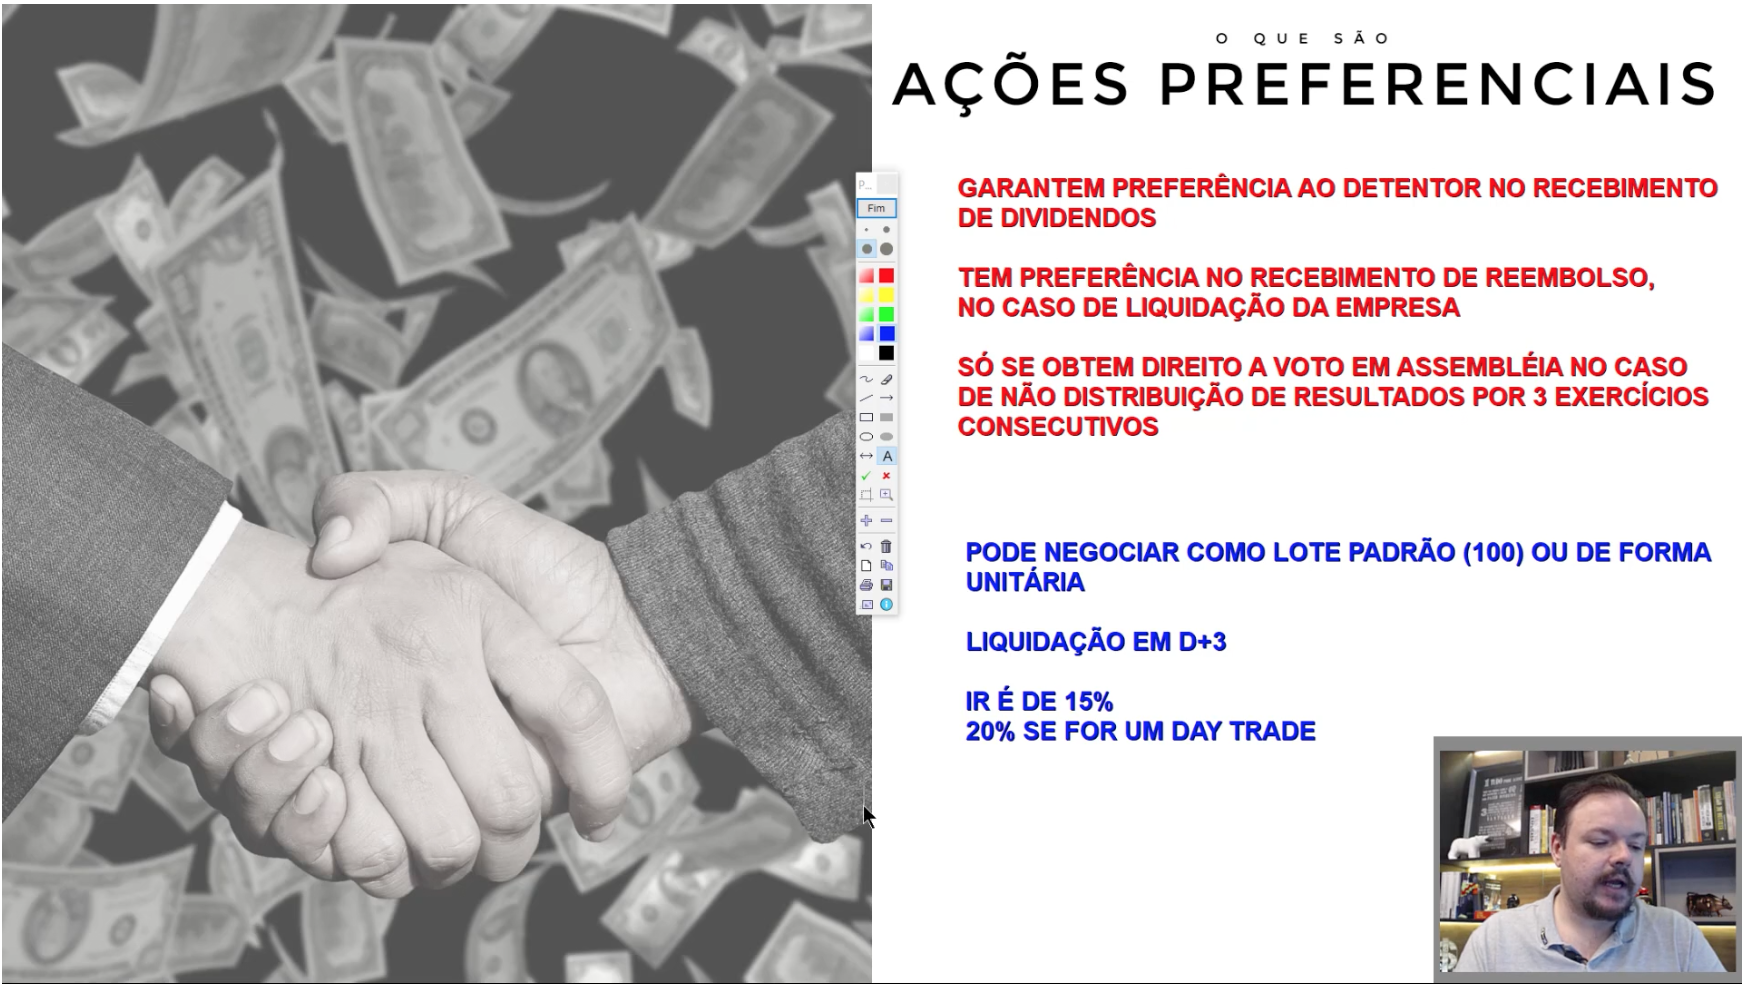 O QUE SÃO
AÇÕES PREFERENCIAIS
P...
Fim
GARANTEM PREFERÊNCIA AO DETENTOR NO RECEBIMENTO
DE DIVIDENDOS
TEM PREFERÊNCIA NO RECEBIMENTO DE REEMBOLSO,
NO CASO DE LIQUIDAÇÃO DA EMPRESA
SÓ SE OBTEM DIREITO A VOTO EM ASSEMBLÉIA NO CASO
DE NÃO DISTRIBUIÇÃO DE RESULTADOS POR 3 EXERCÍCIOS
CONSECUTIVOS
A
PODE NEGOCIAR COMO LOTE PADRÃO (100) OU DE FORMA
UNITÁRIA
LIQUIDAÇÃO EM D+3
IR É DE 15%
20% SE FOR UM DAY TRADE